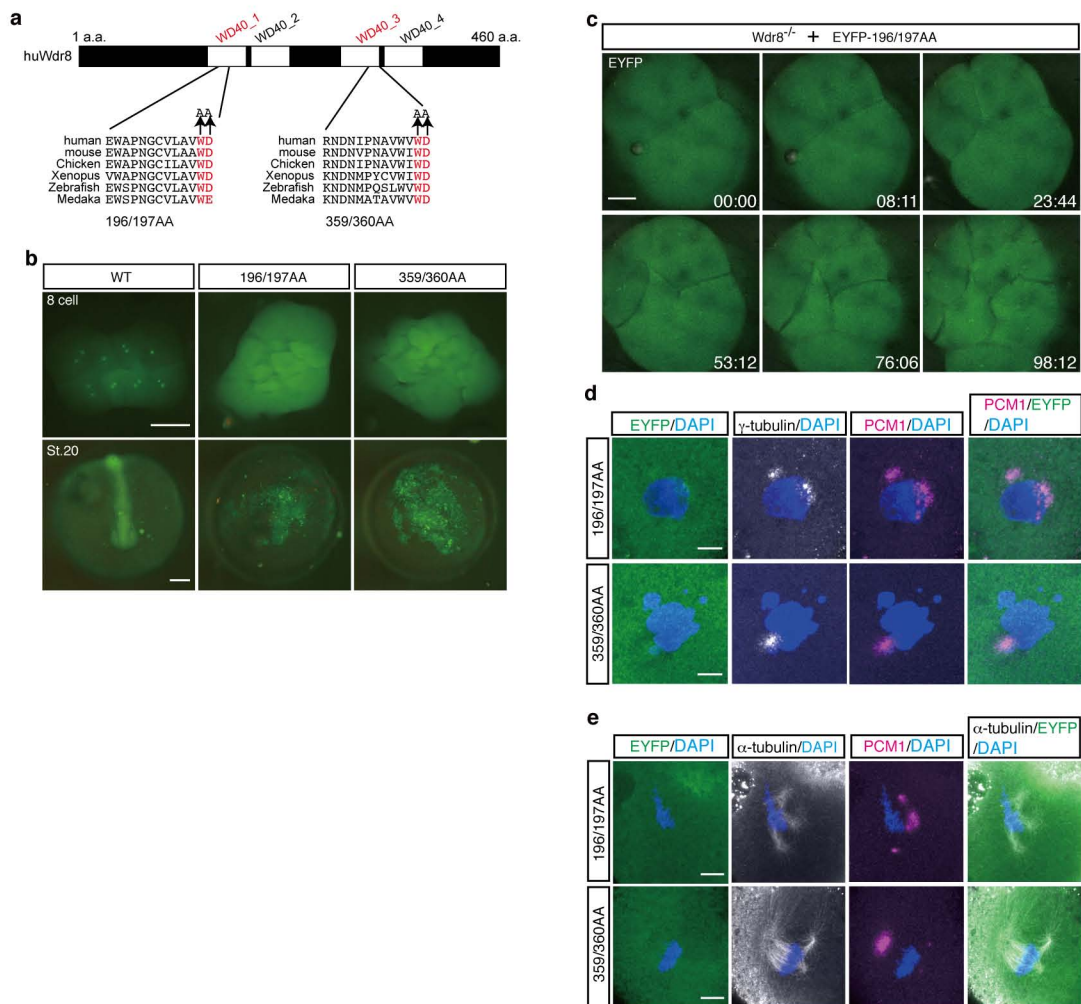 a
1 a.a.
WD40_1
WD40_2
WD40_3
WD40_4
460 a.a.
huWdr8
AA
human EWAPNGCVLAVWD
mouse EWAPNGCVLAAWD
Chicken EWAPNGCILAVWD
Xenopus VWAPNGCVLAVWD
Zebrafish EWSPNGCVLAVWD
Medaka EWSPNGCVLAVWE
196/197AA
AA
human RNDNIPNAVWVWD
mouse RNDNVPNAVWIWD
Chicken RNDNMPNAVWIWD
Xenopus KNDNMPYCVWIWD
Zebrafish KNDNMPQSLWVWD
Medaka KNDNMATAVWVWD
359/360AA
b
WT 196/197AA 359/360AA
8 cell
St.20
c
Wdr8-/- + EYFP-196/197AA
EYFP
00:00 08:11 23:44
53:12 76:06 98:12
d
EYFP/DAPI γ-tubulin/DAPI PCM1/DAPI PCM1/EYFP
/DAPI
196/197AA
359/360AA
e
EYFP/DAPI α-tubulin/DAPI PCM1/DAPI α-tubulin/EYFP
/DAPI
196/197AA
359/360AA